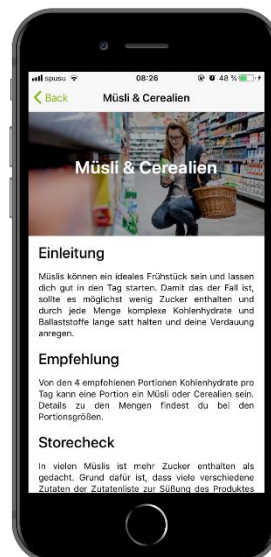 spusu 08:26 48 %
Back Müsli & Cerealien
Müsli & Cerealien
Einleitung
Müslis können ein ideales Frühstück sein und lassen
dich gut in den Tag starten. Damit das der Fall ist,
sollte es möglichst wenig Zucker enthalten und
durch jede Menge komplexe Kohlenhydrate und
Ballaststoffe lange satt halten und deine Verdauung
anregen.
Empfehlung
Von den 4 empfohlenen Portionen Kohlenhydrate pro
Tag kann eine Portion ein Müsli oder Cerealien sein.
Details zu den Mengen findest du bei den
Portionsgrößen.
Storecheck
In vielen Müslis ist mehr Zucker enthalten als
gedacht. Grund dafür ist, dass viele verschiedene
Zutaten der Zutatenliste zur Süßung des Produktes